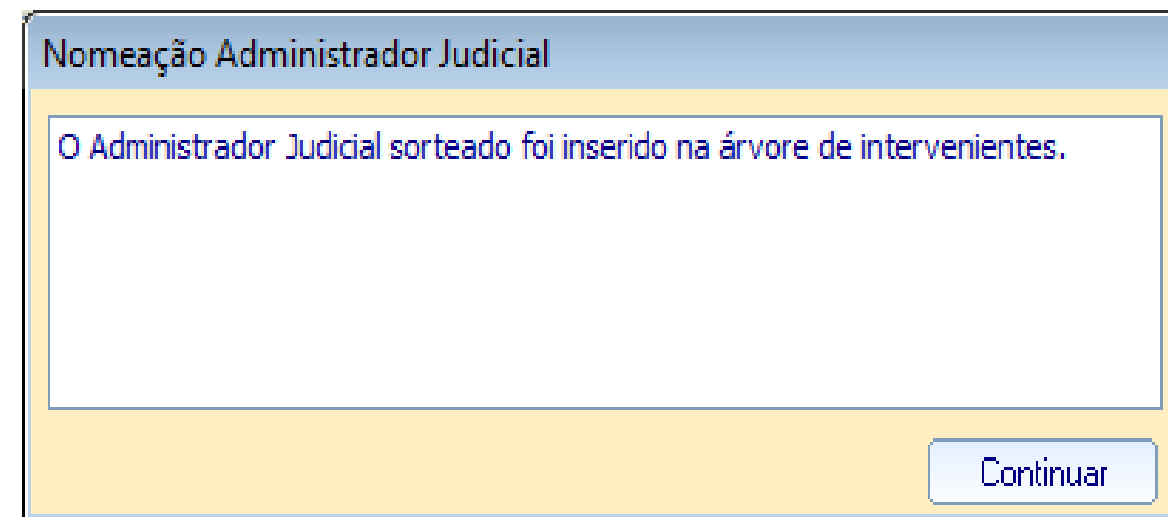 Nomeação Administrador Judicial
O Administrador Judicial sorteado foi inserido na árvore de intervenientes.
Continuar